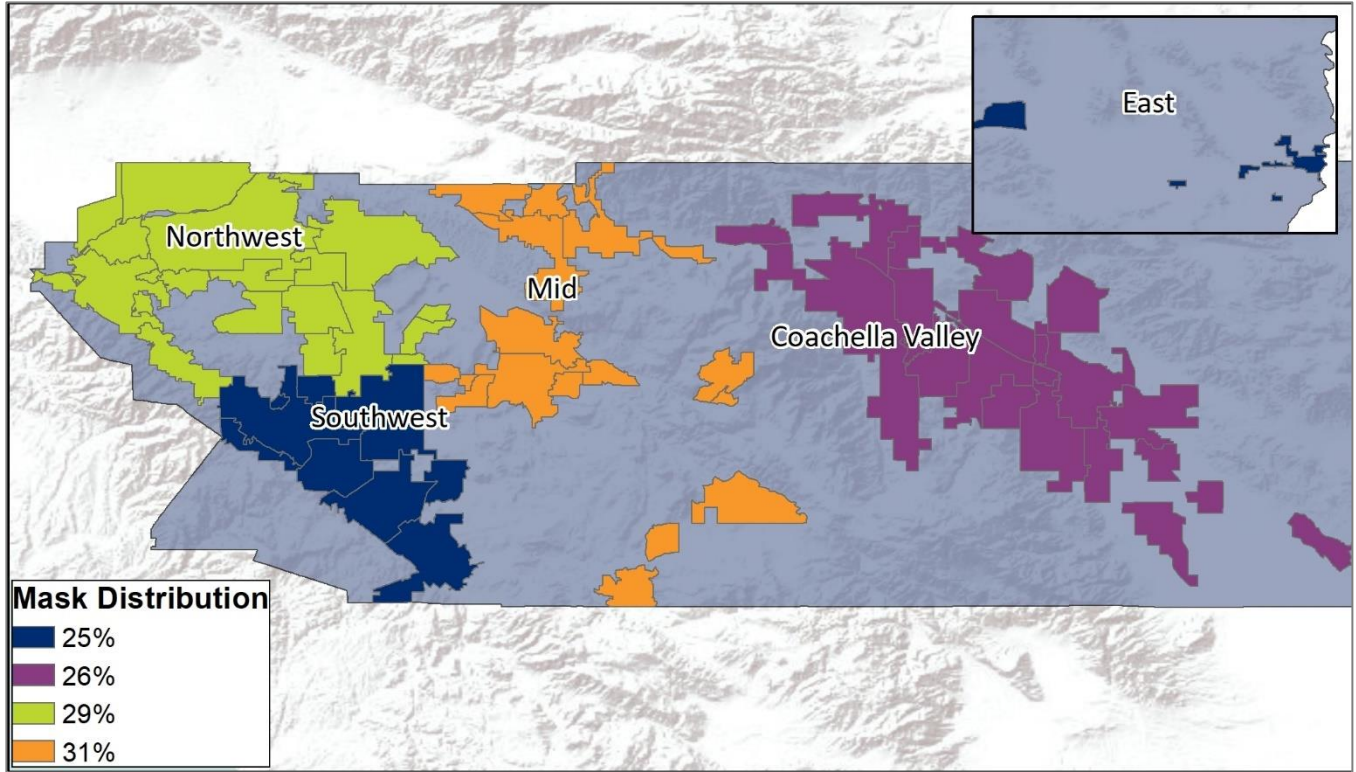 East
Northwest
Mid
Coachella Valley
Southwest
Mask Distribution
25%
26%
29%
31%